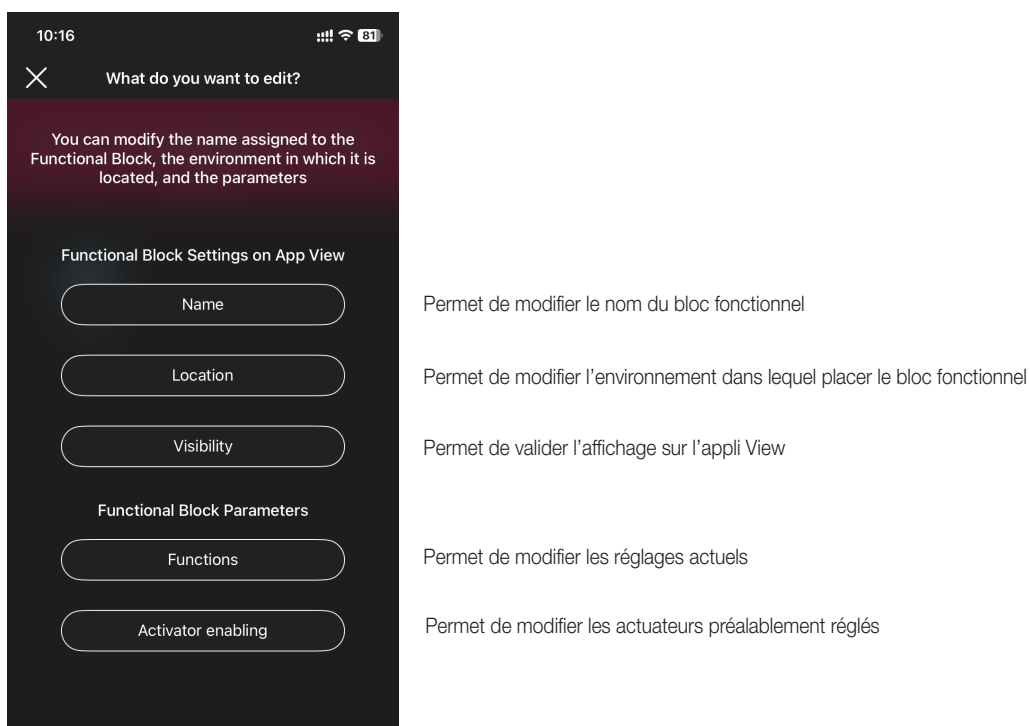 10:16
81
What do you want to edit?
You can modify the name assigned to the
Functional Block, the environment in which it is
located, and the parameters
Functional Block Settings on App View
Name
Permet de modifier le nom du bloc fonctionnel
Location
Permet de modifier l’environnement dans lequel placer le bloc fonctionnel
Visibility
Permet de valider l’affichage sur l’appli View
Functional Block Parameters
Functions
Permet de modifier les réglages actuels
Activator enabling
Permet de modifier les actuateurs préalablement réglés